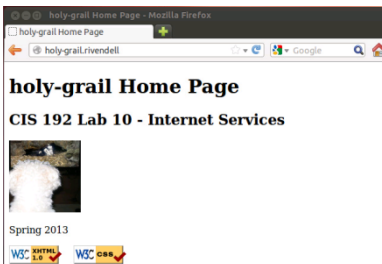 holy-grail Home Page - Mozilla Firefox
holy-grail Home Page
holy-grail.rivendell
Google
holy-grail Home Page
CIS 192 Lab 10 - Internet Services
Spring 2013
W3C XHTML 1.0
W3C css